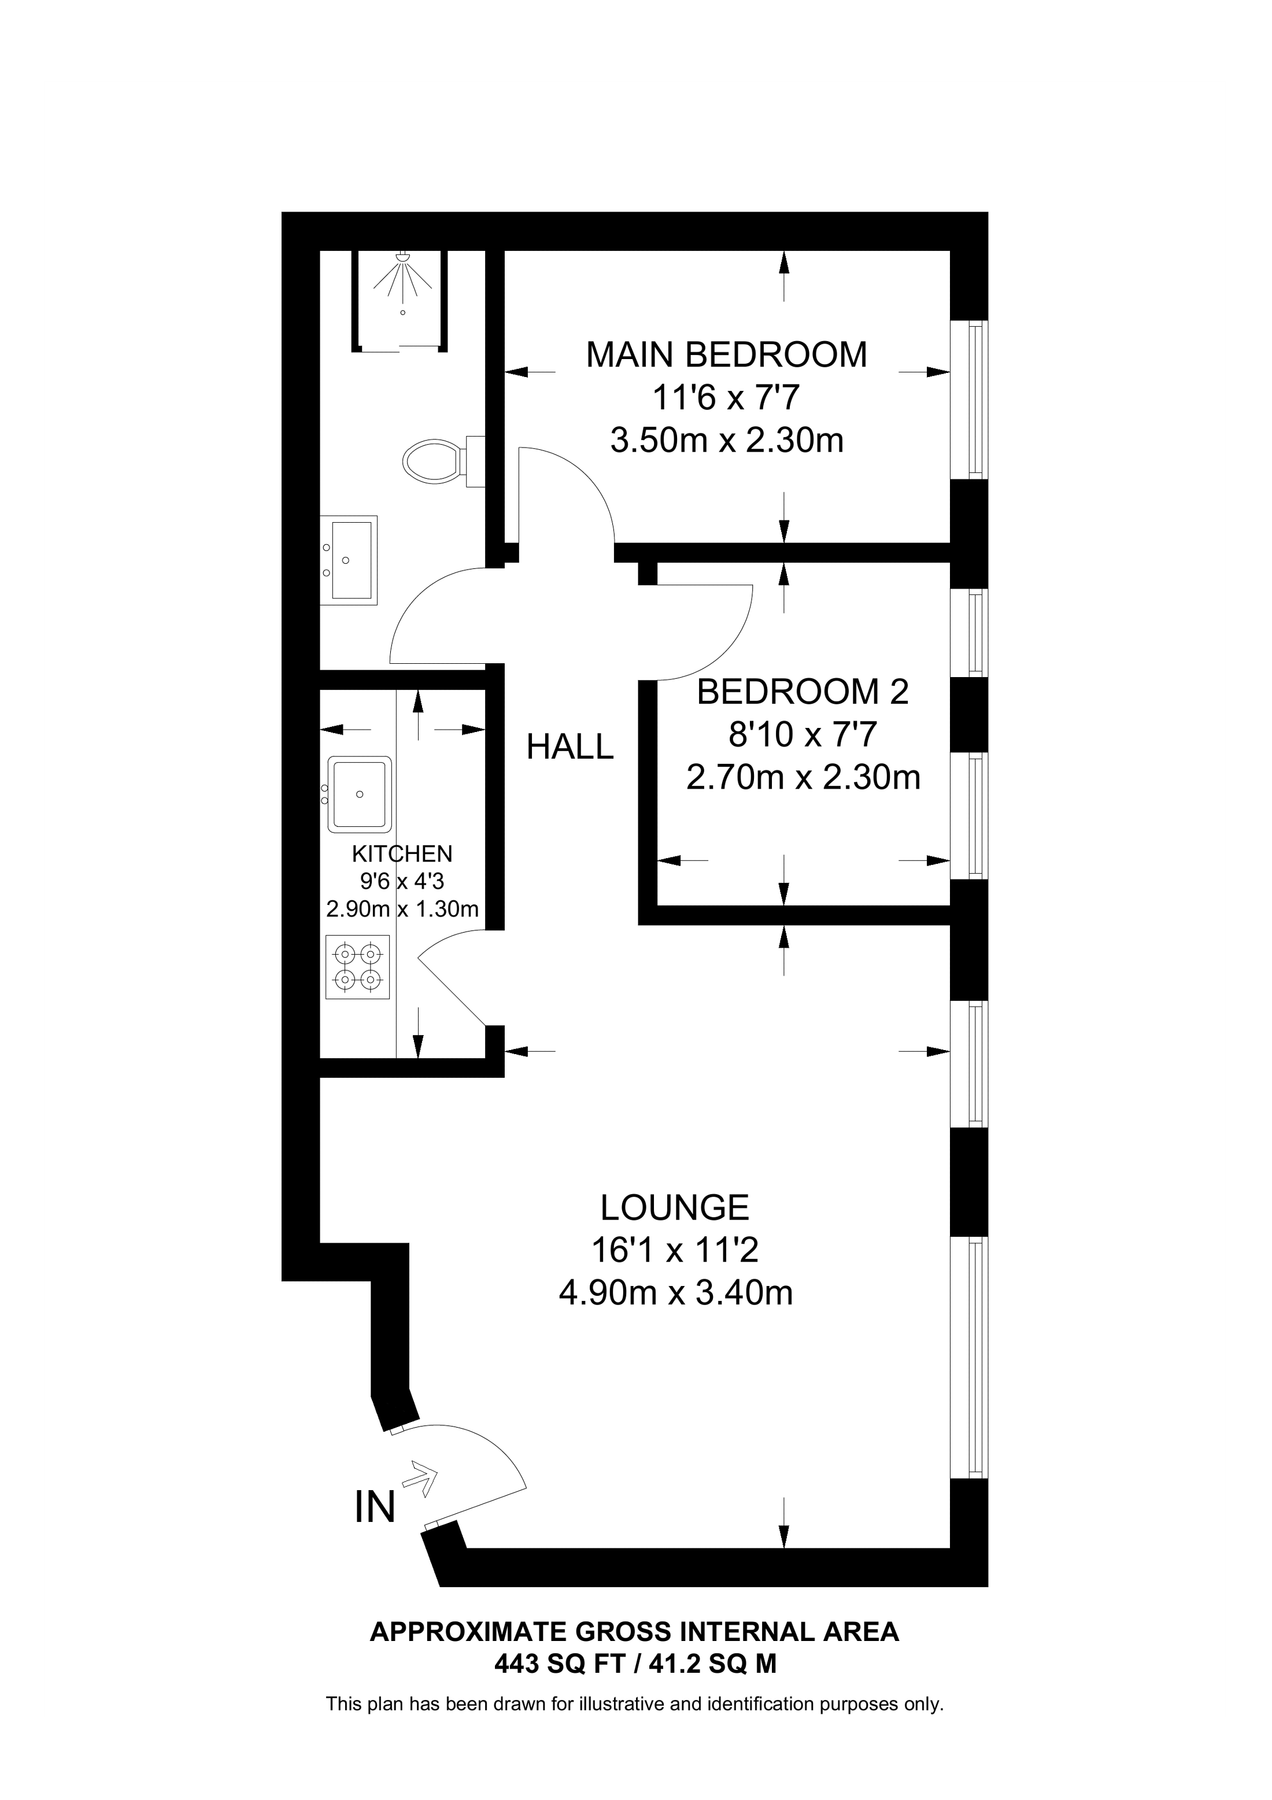 MAIN BEDROOM
11'6 x 7'7
3.50m x 2.30m
BEDROOM 2
8'10 x 7'7
2.70m x 2.30m
HALL
KITCHEN
9'6 x 4'3
2.90m x 1.30m
LOUNGE
16'1 x 11'2
4.90m x 3.40m
IN
APPROXIMATE GROSS INTERNAL AREA
443 SQ FT / 41.2 SQ M
This plan has been drawn for illustrative and identification purposes only.